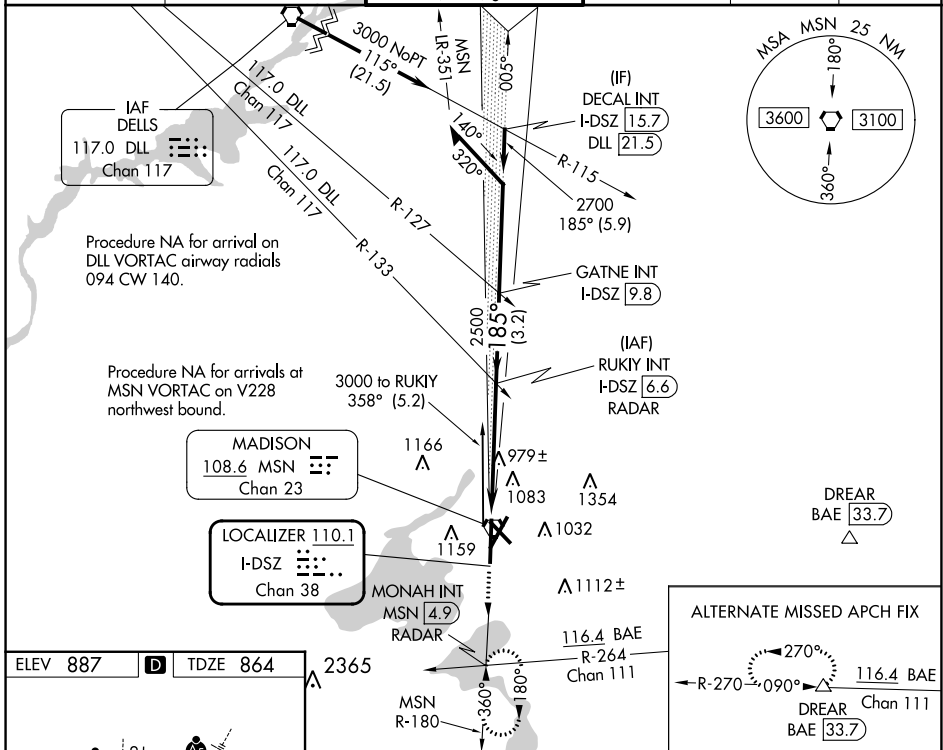 3000 NoPT
115°
(21.5)
MSN
LR-351
005°
MSA MSN 25 NM
180°
3600
3100
360°
(IF)
DECAL INT
I-DSZ 15.7
DLL 21.5
IAF
DELLS
117.0 DLL
Chan 117
117.0 DLL
Chan 117
117.0 DLL
Chan 117
140°
320°
R-115
2700
185° (5.9)
R-127
R-133
Procedure NA for arrival on
DLL VORTAC airway radials
094 CW 140.
GATNE INT
I-DSZ 9.8
2500
185°
(3.2)
(IAF)
RUKIY INT
I-DSZ 6.6
RADAR
Procedure NA for arrivals at
MSN VORTAC on V228
northwest bound.
3000 to RUKIY
358° (5.2)
MADISON
108.6 MSN
Chan 23
1166
979±
1083
1354
1159
1032
DREAR
BAE 33.7
LOCALIZER 110.1
I-DSZ
Chan 38
MONAH INT
MSN 4.9
RADAR
1112±
116.4 BAE
R-264
Chan 111
360°
180°
MSN
R-180
ALTERNATE MISSED APCH FIX
270°
R-270
090°
116.4 BAE
Chan 111
DREAR
BAE 33.7
ELEV 887
D
TDZE 864
2365